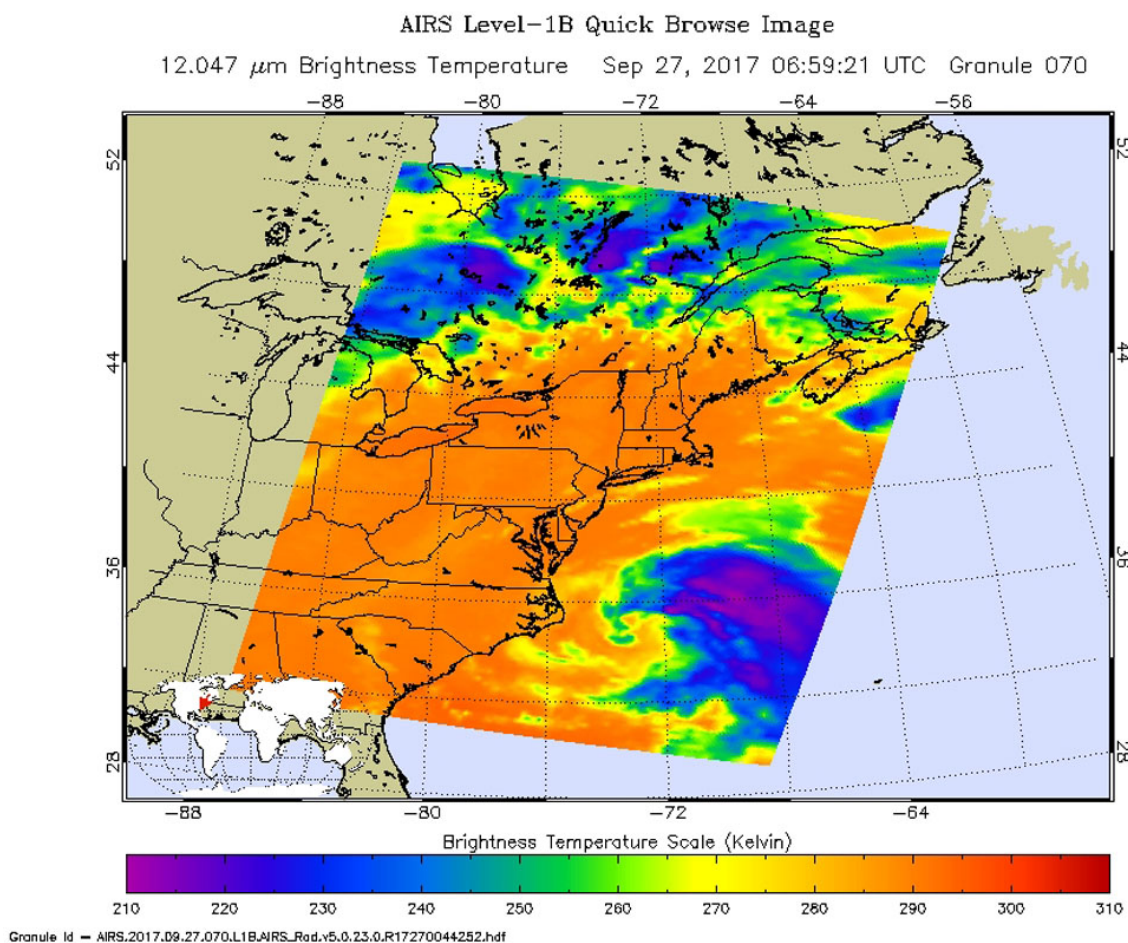 AIRS Level-1B Quick Browse Image
12.047 μm Brightness Temperature Sep 27, 2017 06:59:21 UTC Granule 070
-88 -80 -72 -64 -56
52 52
44 44
36 36
28 28
-88 -80 -72 -64
Brightness Temperature Scale (Kelvin)
210 220 230 240 250 260 270 280 290 300 310
Granule Id - AIRS.2017.09.27.070.L1B.AIRS_Rad.v5.0.23.0.R17270044252.hdf